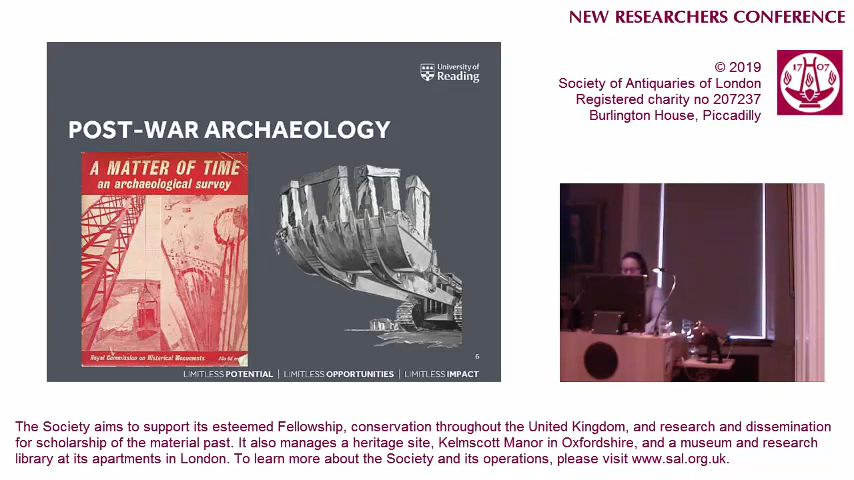 NEW RESEARCHERS CONFERENCE
© 2019
Society of Antiquaries of London
Registered charity no 207237
Burlington House, Piccadilly
17 07
University of
Reading
POST-WAR ARCHAEOLOGY
A MATTER OF TIME
an archaeological survey
Royal Commission on Historical Monuments
6
LIMITLESS POTENTIAL | LIMITLESS OPPORTUNITIES | LIMITLESS IMPACT
The Society aims to support its esteemed Fellowship, conservation throughout the United Kingdom, and research and dissemination
for scholarship of the material past. It also manages a heritage site, Kelmscott Manor in Oxfordshire, and a museum and research
library at its apartments in London. To learn more about the Society and its operations, please visit www.sal.org.uk.